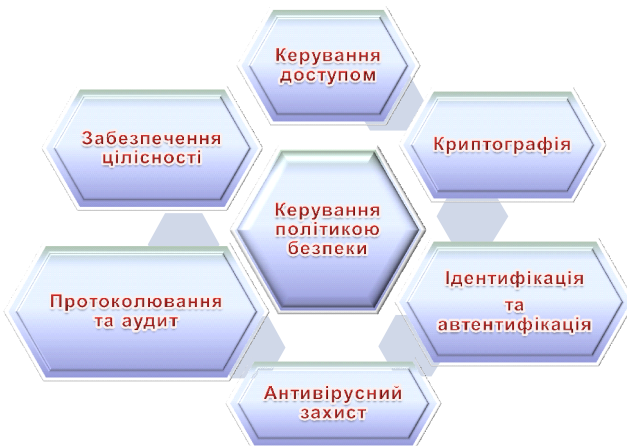 Керування
доступом
Забезпечення
цілісності
Криптографія
Керування
політикою
безпеки
Ідентифікація
та
автентифікація
Протоколювання
та аудит
Антивірусний
захист